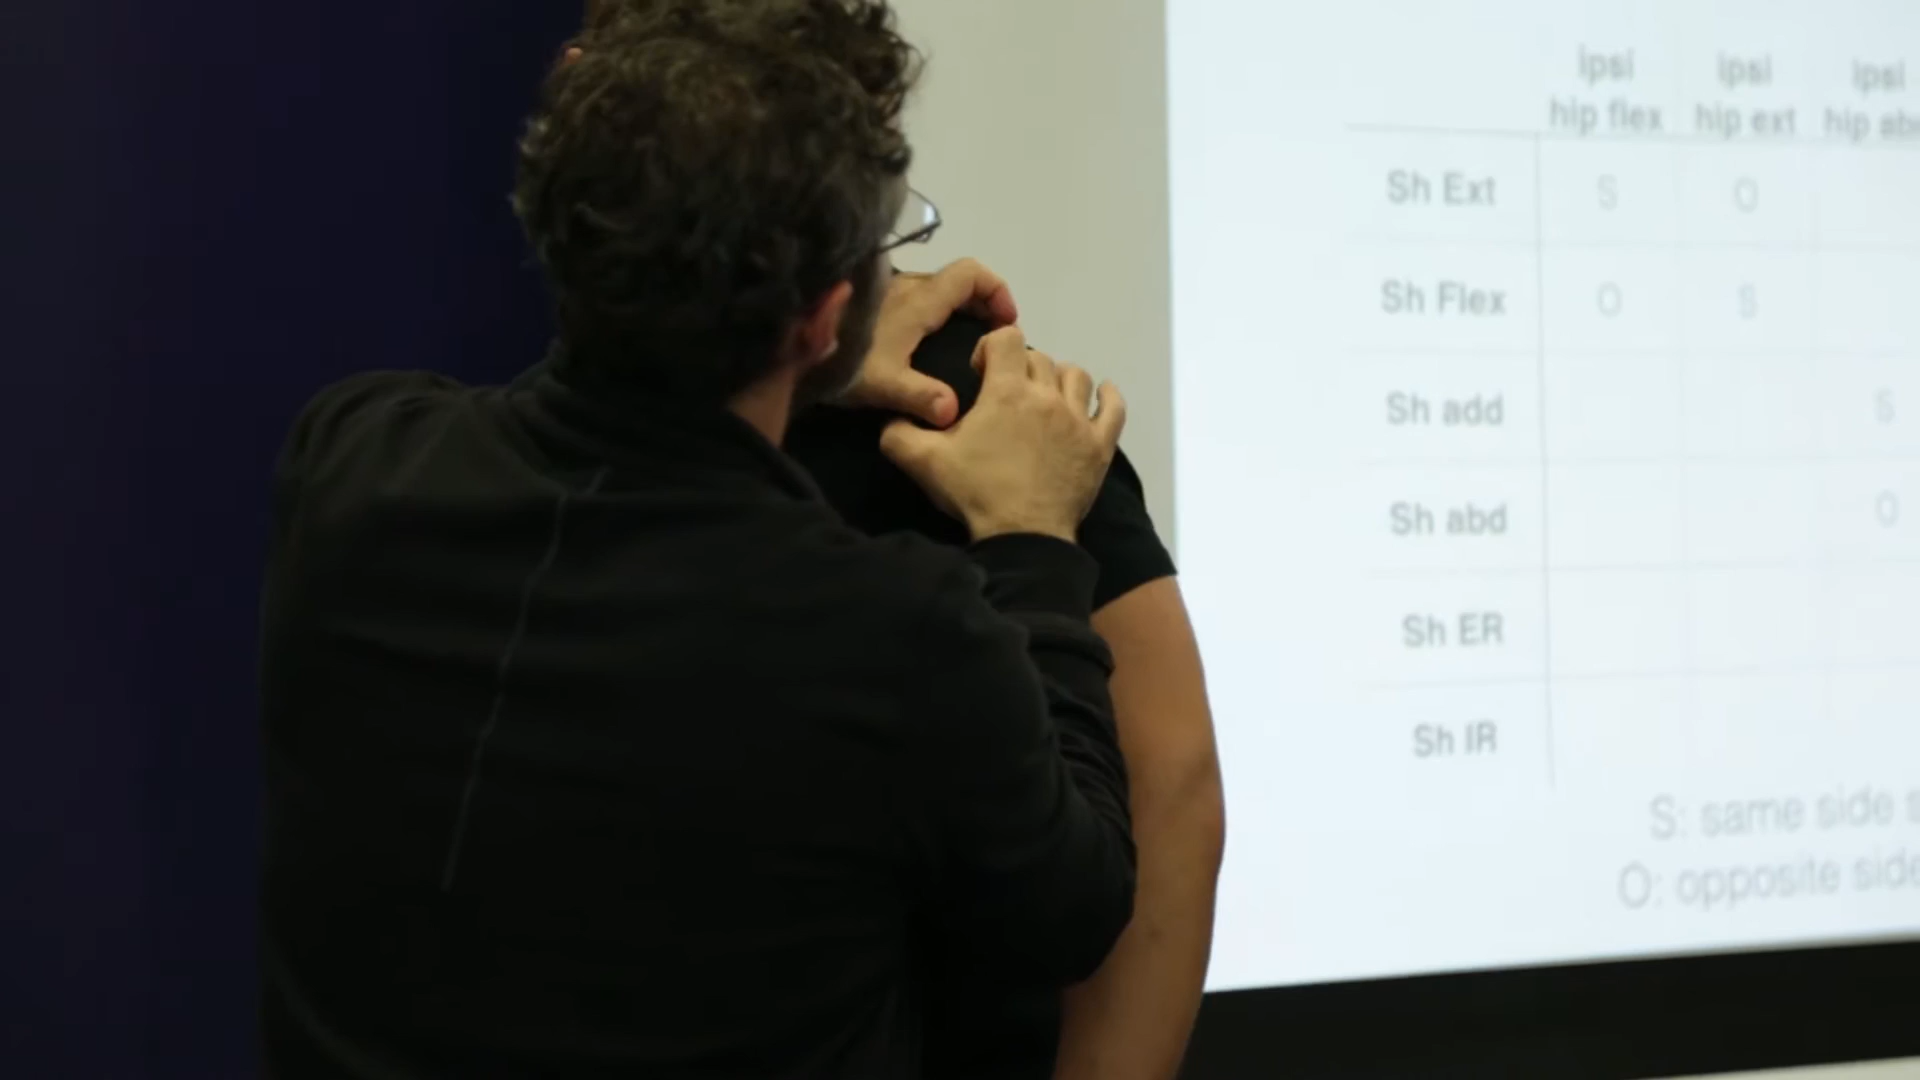 ipsi ipsi ipsi
hip flex hip ext hip
Sh Ext S O
Sh Flex O S
Sh add S
Sh abd O
Sh ER
Sh IR
S: same side
O: opposite side